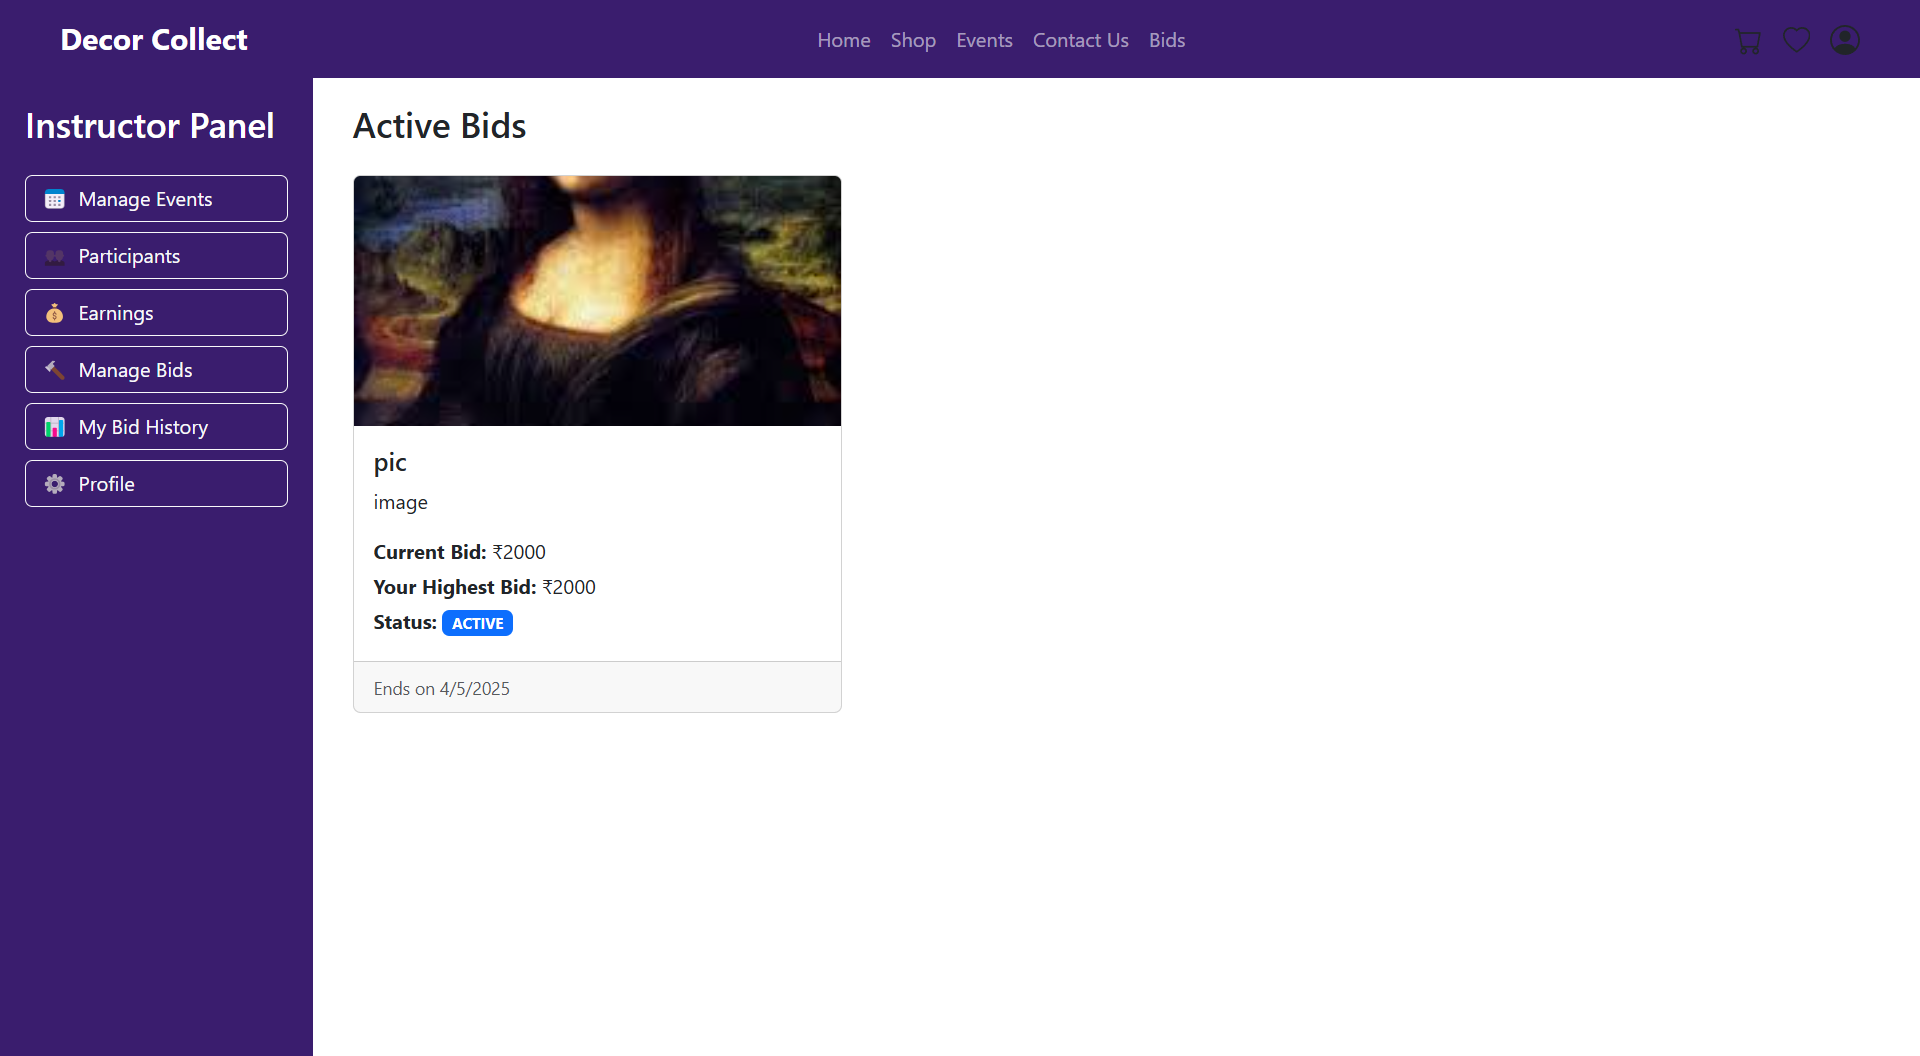 Decor Collect
Home Shop Events Contact Us Bids
Instructor Panel
Manage Events
Participants
Earnings
Manage Bids
My Bid History
Profile
Active Bids
pic
image
Current Bid: ₹2000
Your Highest Bid: ₹2000
Status: ACTIVE
Ends on 4/5/2025